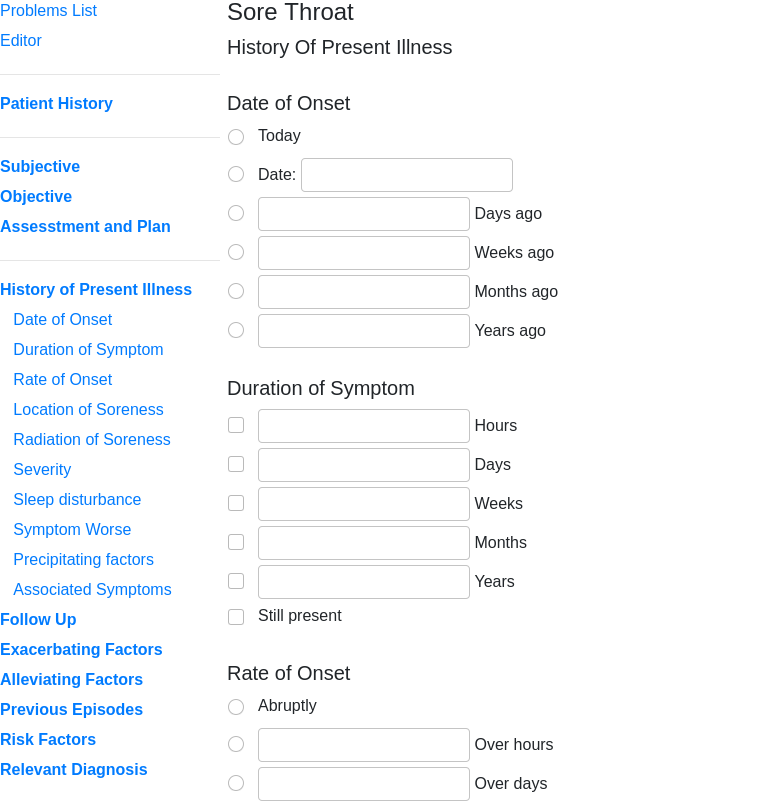 Problems List
Editor
Patient History
Subjective
Objective
Assesstment and Plan
History of Present Illness
Date of Onset
Duration of Symptom
Rate of Onset
Location of Soreness
Radiation of Soreness
Severity
Sleep disturbance
Symptom Worse
Precipitating factors
Associated Symptoms
Follow Up
Exacerbating Factors
Alleviating Factors
Previous Episodes
Risk Factors
Relevant Diagnosis
Sore Throat
History Of Present Illness
Date of Onset
Today
Date:
Days ago
Weeks ago
Months ago
Years ago
Duration of Symptom
Hours
Days
Weeks
Months
Years
Still present
Rate of Onset
Abruptly
Over hours
Over days